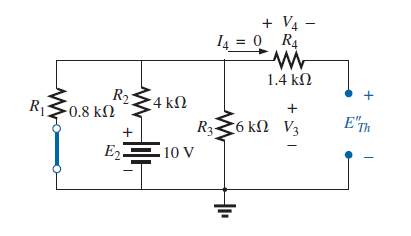 + V4 −
I4 = 0 R4
1.4 kΩ
R1 0.8 kΩ
R2 4 kΩ
R3 6 kΩ
+ V3 −
+ E2 − 10 V
+ E″Th −